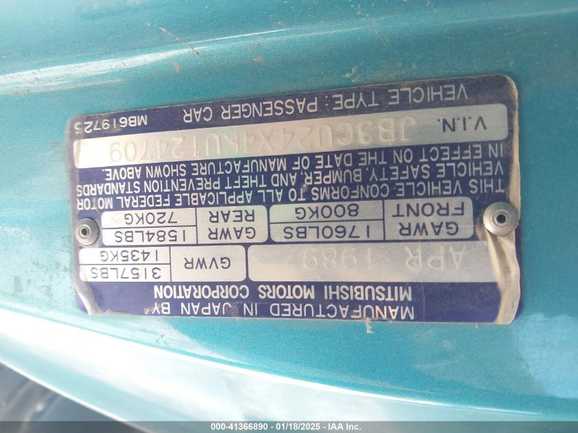 MANUFACTURED IN JAPAN BY
MITSUBISHI MOTORS CORPORATION
APR 1989
GVWR 3157LBS
1435KG
GAWR FRONT 1760LBS
800KG
GAWR REAR 1584LBS
720KG
THIS VEHICLE CONFORMS TO ALL APPLICABLE FEDERAL MOTOR
VEHICLE SAFETY, BUMPER, AND THEFT PREVENTION STANDARDS
IN EFFECT ON THE DATE OF MANUFACTURE SHOWN ABOVE.
V.I.N.
VEHICLE TYPE: PASSENGER CAR MB619723
000-41366890 - 01/18/2025 - IAA Inc.